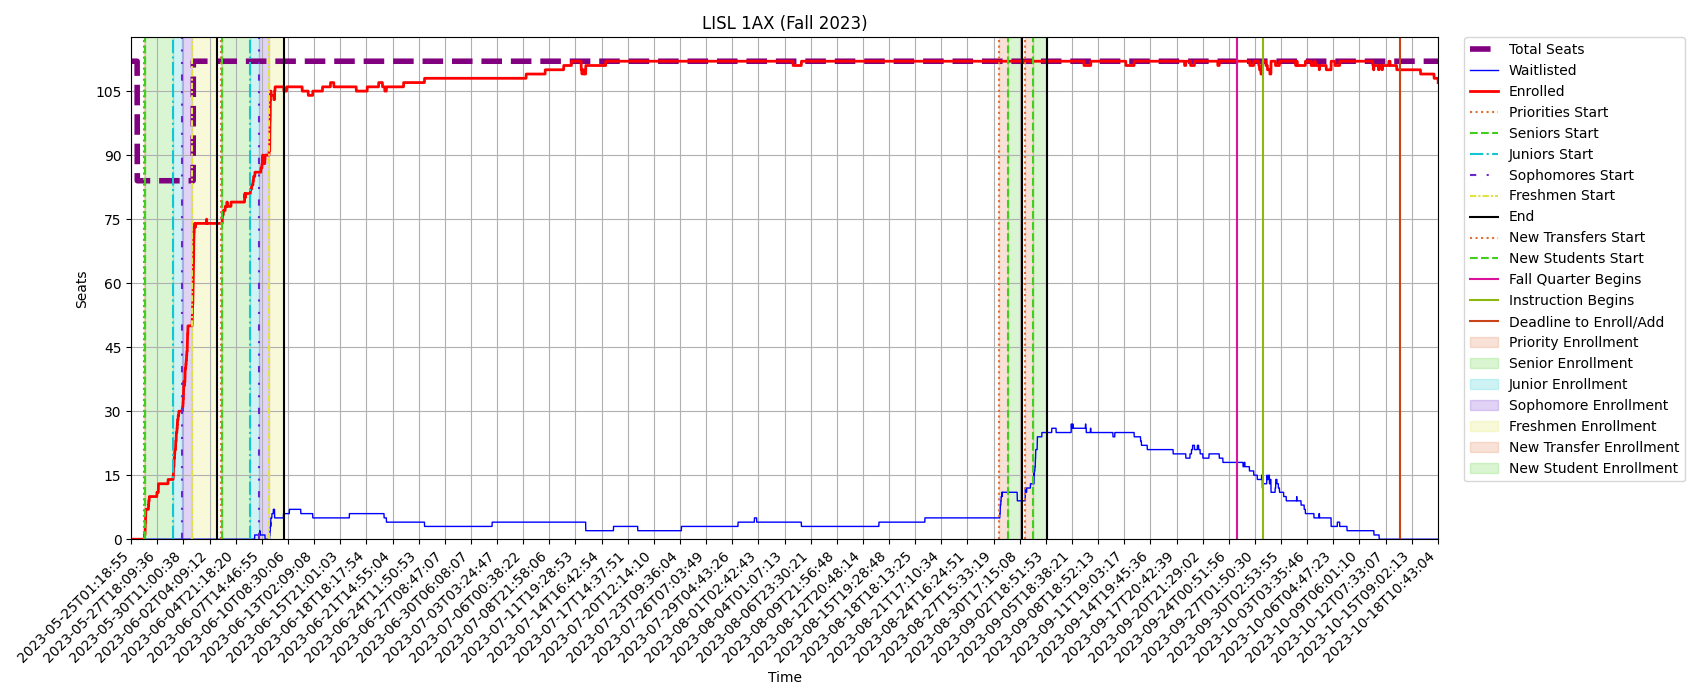 LISL 1AX (Fall 2023)
Seats
105
90
75
60
45
30
15
0
2023-05-25T01:18:55
2023-05-27T18:09:36
2023-05-30T11:00:38
2023-06-02T04:09:12
2023-06-04T21:18:20
2023-06-07T14:46:55
2023-06-10T08:30:06
2023-06-13T02:09:08
2023-06-15T21:01:03
2023-06-18T18:17:54
2023-06-21T14:55:04
2023-06-24T11:50:53
2023-06-27T08:47:07
2023-06-30T06:08:07
2023-07-03T03:24:47
2023-07-06T00:38:22
2023-07-08T21:58:06
2023-07-11T19:28:53
2023-07-14T16:42:54
2023-07-17T14:37:51
2023-07-20T12:14:10
2023-07-23T09:36:04
2023-07-26T07:03:49
2023-07-29T04:43:26
2023-08-01T02:42:43
2023-08-04T01:07:13
2023-08-06T23:30:21
2023-08-09T21:56:48
2023-08-12T20:48:14
2023-08-15T19:28:48
2023-08-18T18:13:25
2023-08-21T17:10:34
2023-08-24T16:24:51
2023-08-27T15:33:19
2023-08-30T17:15:08
2023-09-02T18:51:53
2023-09-05T18:38:21
2023-09-08T18:52:13
2023-09-11T19:03:17
2023-09-14T19:45:36
2023-09-17T20:42:39
2023-09-20T21:29:02
2023-09-24T00:51:56
2023-09-27T01:50:30
2023-09-30T02:53:55
2023-10-03T03:35:46
2023-10-06T04:47:23
2023-10-09T06:01:10
2023-10-12T07:33:07
2023-10-15T09:02:13
2023-10-18T10:43:04
Time
Total Seats
Waitlisted
Enrolled
Priorities Start
Seniors Start
Juniors Start
Sophomores Start
Freshmen Start
End
New Transfers Start
New Students Start
Fall Quarter Begins
Instruction Begins
Deadline to Enroll/Add
Priority Enrollment
Senior Enrollment
Junior Enrollment
Sophomore Enrollment
Freshmen Enrollment
New Transfer Enrollment
New Student Enrollment